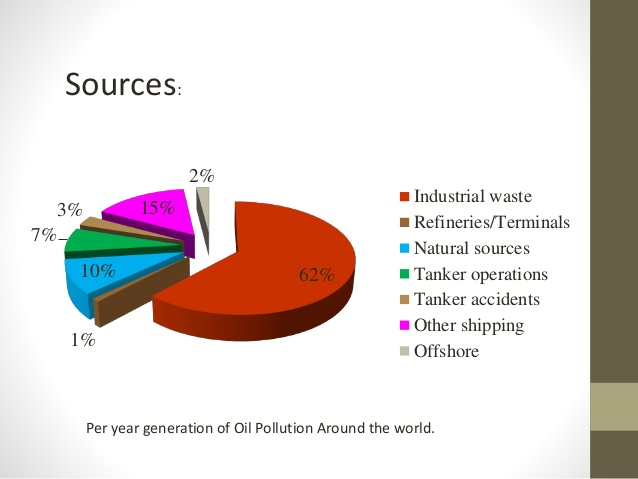 Sources:
2%
3%
15%
7%
10%
62%
1%
Industrial waste
Refineries/Terminals
Natural sources
Tanker operations
Tanker accidents
Other shipping
Offshore
Per year generation of Oil Pollution Around the world.